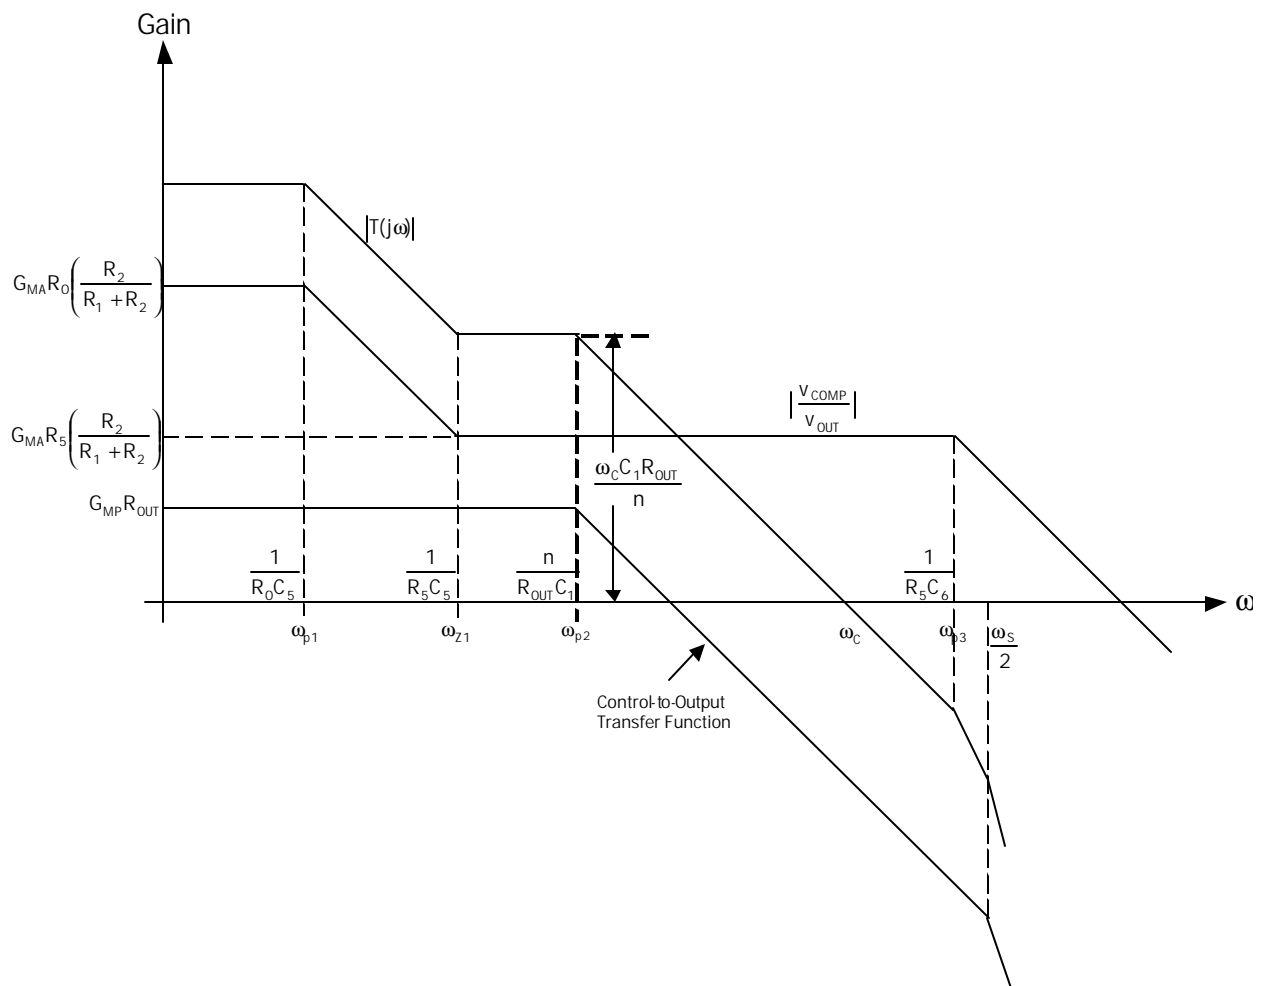 Gain
|T(jω)|
G_MA R_O (R_2 / (R_1 + R_2))
|v_COMP / v_OUT|
G_MA R_5 (R_2 / (R_1 + R_2))
ω_C C_1 R_OUT / n
G_MP R_OUT
1 / (R_O C_5)
1 / (R_5 C_5)
n / (R_OUT C_1)
1 / (R_5 C_6)
ω
ω_p1
ω_Z1
ω_p2
ω_C
ω_p3
ω_S / 2
Control-to-Output
Transfer Function